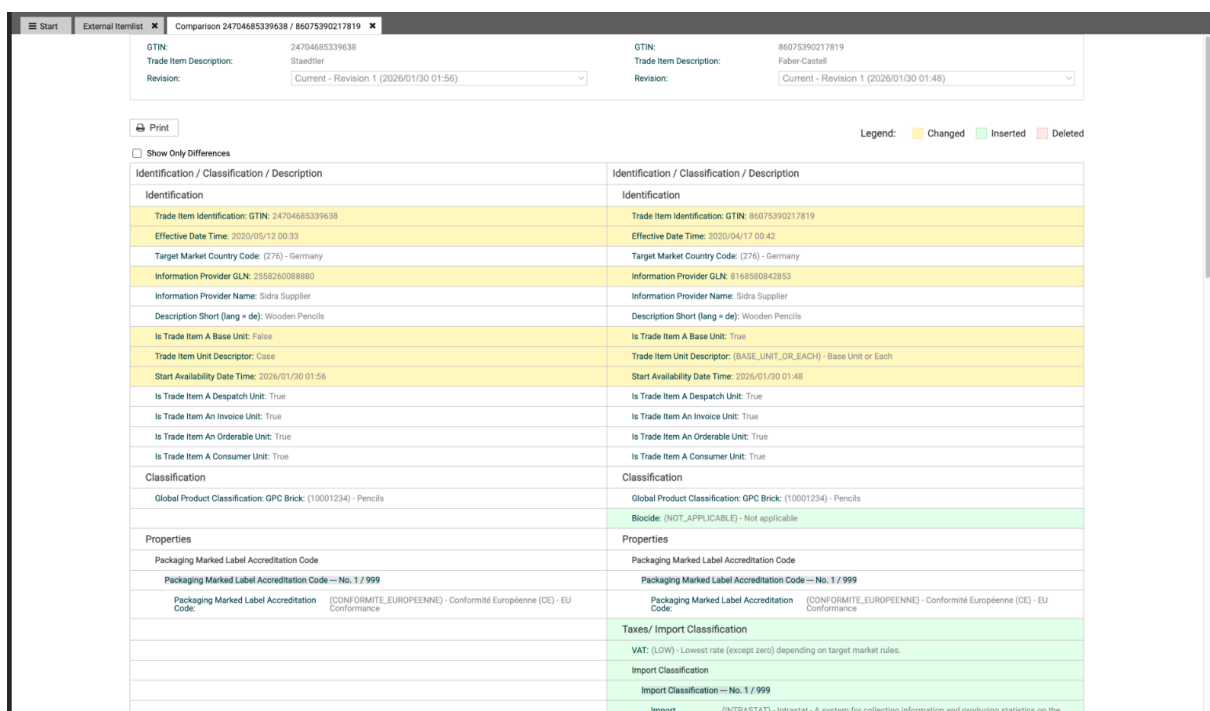 Start External Itemlist ✖ Comparison 24704685339638 / 86075390217819 ✖
GTIN: 24704685339638 GTIN: 86075390217819
Trade Item Description: Staedtler Trade Item Description: Faber-Castell
Revision: Current - Revision 1 (2026/01/30 01:56) Revision: Current - Revision 1 (2026/01/30 01:48)
Print
Legend: Changed Inserted Deleted
Show Only Differences
Identification / Classification / Description Identification / Classification / Description
Identification Identification
Trade Item Identification: GTIN: 24704685339638 Trade Item Identification: GTIN: 86075390217819
Effective Date Time: 2020/05/12 00:33 Effective Date Time: 2020/04/17 00:42
Target Market Country Code: (276) - Germany Target Market Country Code: (276) - Germany
Information Provider GLN: 2558260088880 Information Provider GLN: 8168580842853
Information Provider Name: Sidra Supplier Information Provider Name: Sidra Supplier
Description Short (lang = de): Wooden Pencils Description Short (lang = de): Wooden Pencils
Is Trade Item A Base Unit: False Is Trade Item A Base Unit: True
Trade Item Unit Descriptor: Case Trade Item Unit Descriptor: (BASE_UNIT_OR_EACH) - Base Unit or Each
Start Availability Date Time: 2026/01/30 01:56 Start Availability Date Time: 2026/01/30 01:48
Is Trade Item A Despatch Unit: True Is Trade Item A Despatch Unit: True
Is Trade Item An Invoice Unit: True Is Trade Item An Invoice Unit: True
Is Trade Item An Orderable Unit: True Is Trade Item An Orderable Unit: True
Is Trade Item A Consumer Unit: True Is Trade Item A Consumer Unit: True
Classification Classification
Global Product Classification: GPC Brick: (10001234) - Pencils Global Product Classification: GPC Brick: (10001234) - Pencils
Biocide: (NOT_APPLICABLE) - Not applicable
Properties Properties
Packaging Marked Label Accreditation Code Packaging Marked Label Accreditation Code
Packaging Marked Label Accreditation Code — No. 1 / 999 Packaging Marked Label Accreditation Code — No. 1 / 999
Packaging Marked Label Accreditation (CONFORMITE_EUROPEENNE) - Conformité Européenne (CE) - EU Packaging Marked Label Accreditation (CONFORMITE_EUROPEENNE) - Conformité Européenne (CE) - EU
Code: Conformance Code: Conformance
Taxes/ Import Classification
VAT: (LOW) - Lowest rate (except zero) depending on target market rules.
Import Classification
Import Classification — No. 1 / 999
Import (INTRASTAT) - Intrastat - A system for collecting information and producing statistics on the